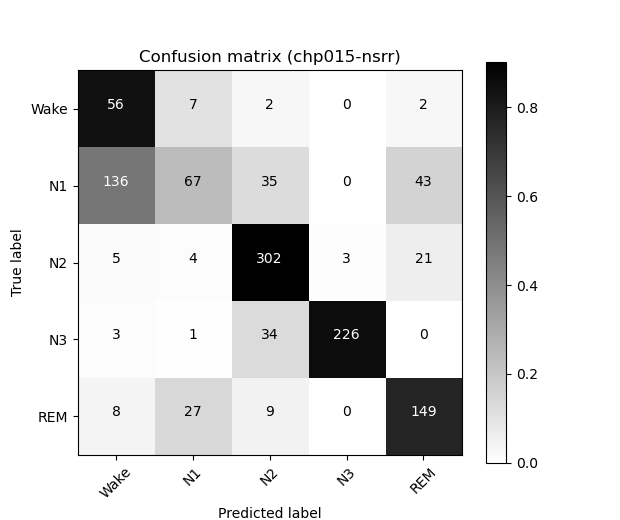 Confusion matrix (chp015-nsrr)
Wake 56 7 2 0 2
N1 136 67 35 0 43
N2 5 4 302 3 21
N3 3 1 34 226 0
REM 8 27 9 0 149
Wake N1 N2 N3 REM
True label
Predicted label
0.8
0.6
0.4
0.2
0.0